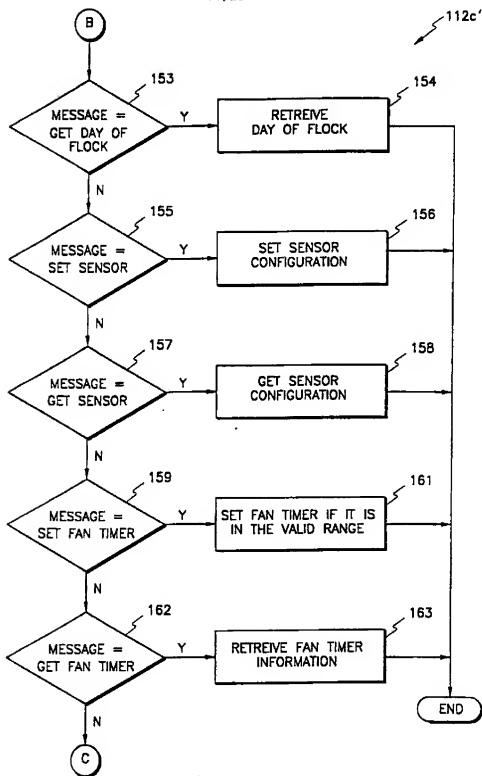 112c'
B
153
MESSAGE =
GET DAY OF
FLOCK
Y
154
RETREIVE
DAY OF FLOCK
N
155
MESSAGE =
SET SENSOR
Y
156
SET SENSOR
CONFIGURATION
N
157
MESSAGE =
GET SENSOR
Y
158
GET SENSOR
CONFIGURATION
N
159
MESSAGE =
SET FAN TIMER
Y
161
SET FAN TIMER IF IT IS
IN THE VALID RANGE
N
162
MESSAGE =
GET FAN TIMER
Y
163
RETREIVE FAN TIMER
INFORMATION
N
END
C